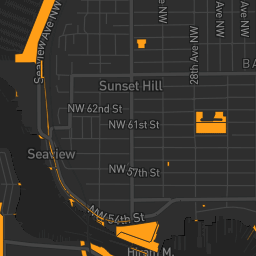 Seaview Ave NW
Sunset Hill
28th Ave NW
BA
NW 62nd St
NW 61st St
Seaview
NW 57th St
NW 54th St
Hiram M.